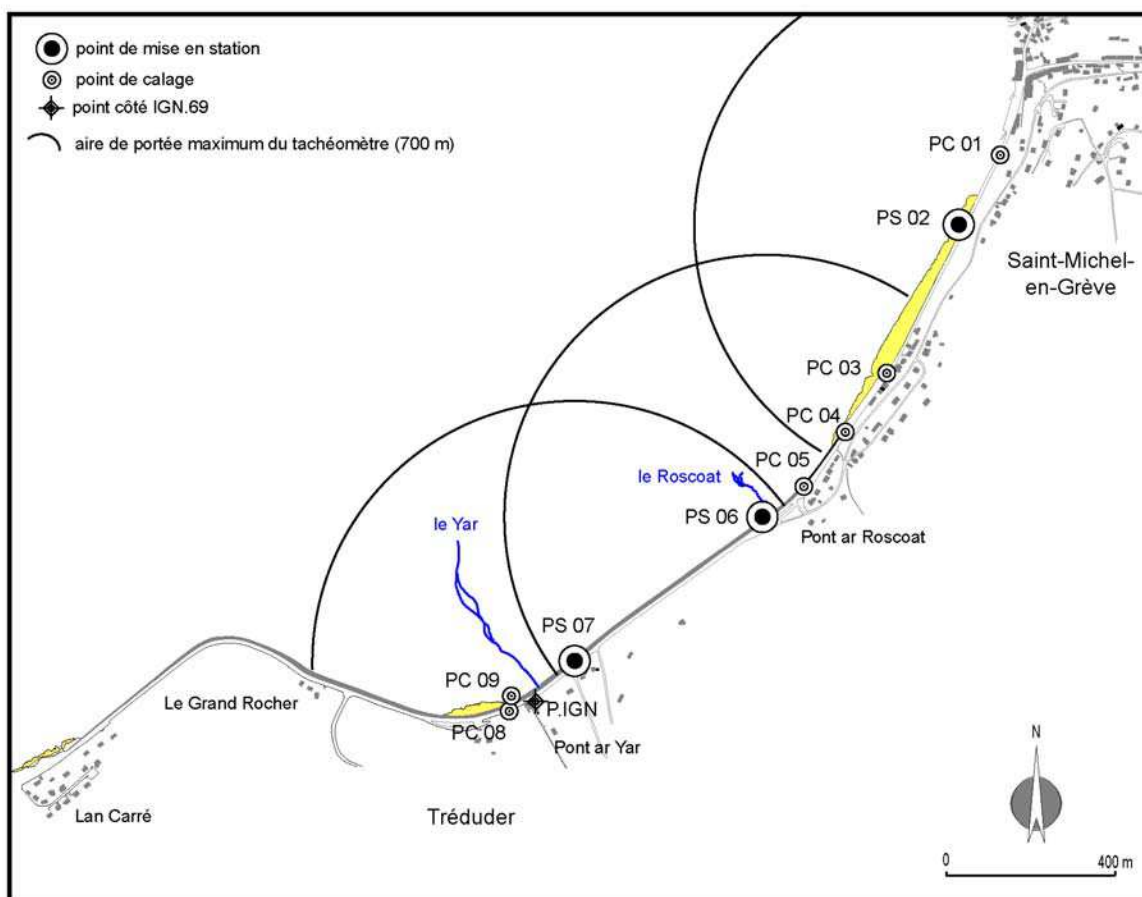 point de mise en station
point de calage
point côté IGN.69
aire de portée maximum du tachéomètre (700 m)
PC 01
PS 02
Saint-Michel-
en-Grève
PC 03
PC 04
PC 05
le Roscoat
PS 06
Pont ar Roscoat
le Yar
PS 07
PC 09
Le Grand Rocher
P.IGN
PC 08
Pont ar Yar
Lan Carré
Tréduder
N
0 400 m